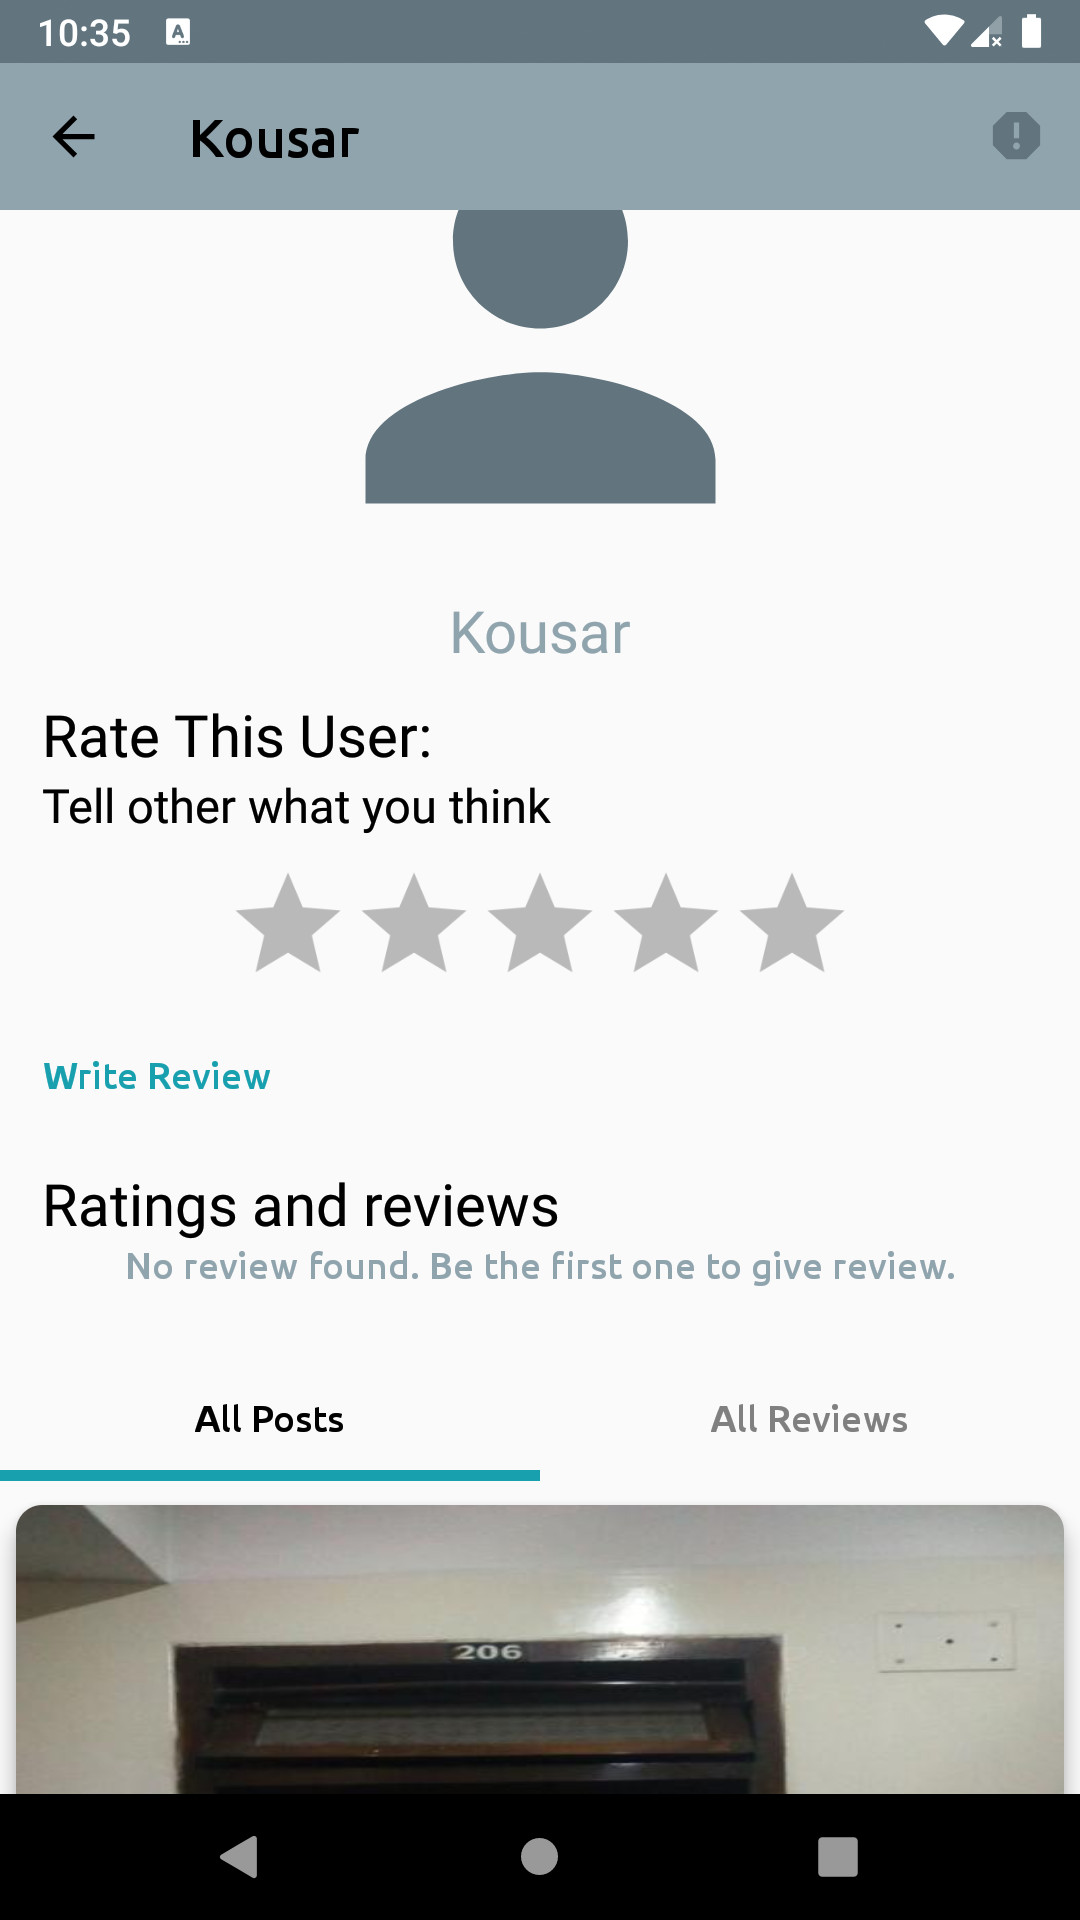 10:35
Kousar
Kousar
Rate This User:
Tell other what you think
Write Review
Ratings and reviews
No review found. Be the first one to give review.
All Posts
All Reviews
206